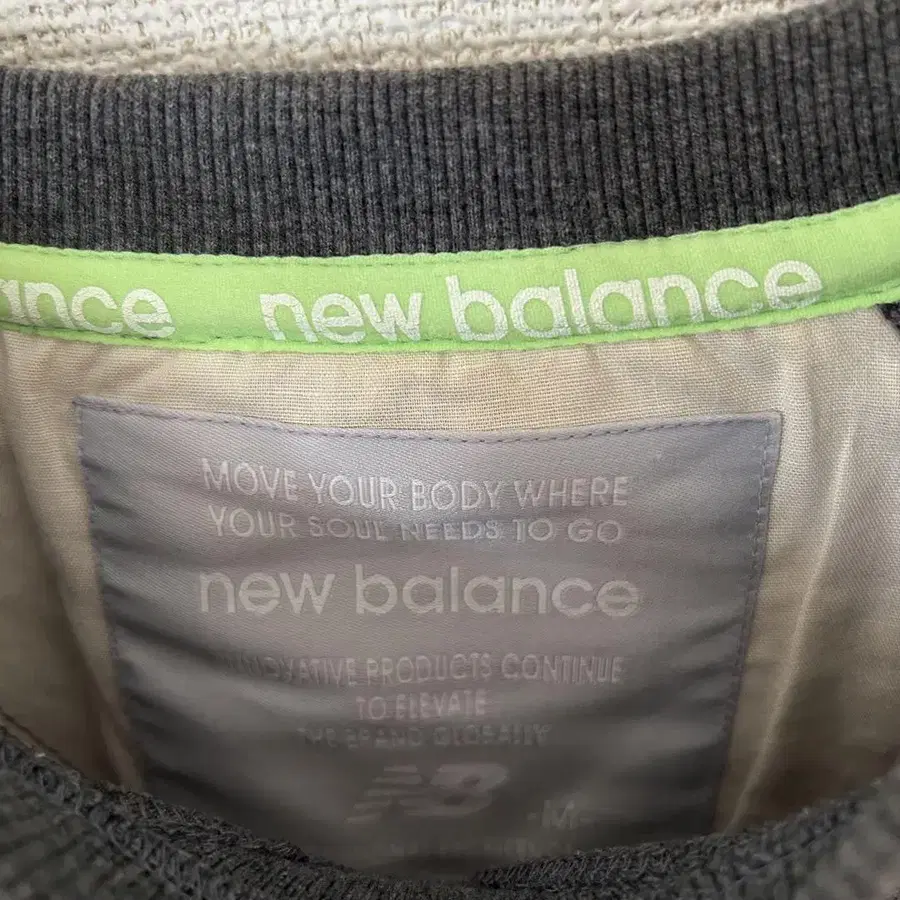 ance new balance
MOVE YOUR BODY WHERE
YOUR SOUL NEEDS TO GO
new balance
INNOVATIVE PRODUCTS CONTINUE
TO ELEVATE
THE BRAND GLOBALLY
NB
-M-